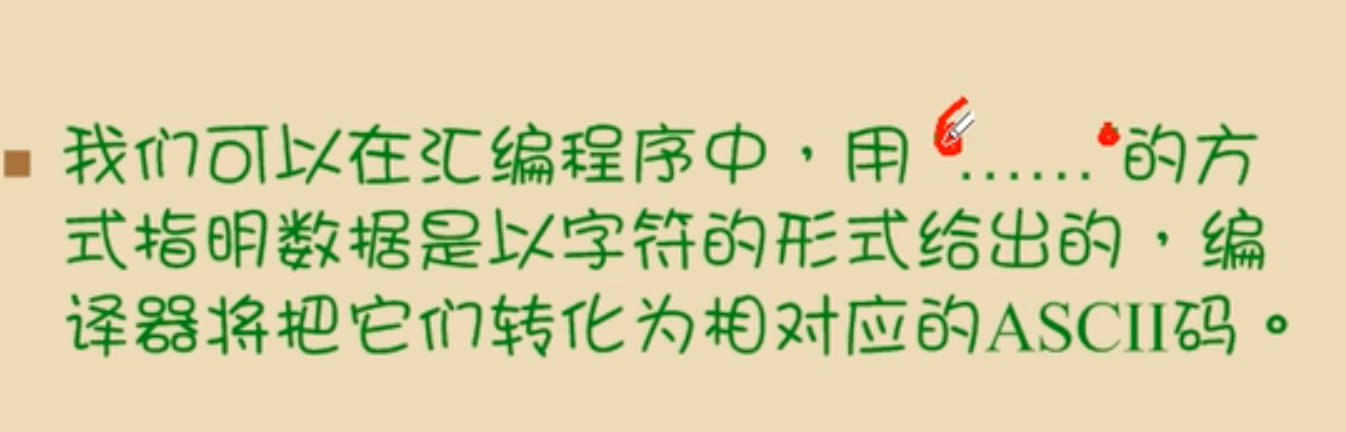 我们可以在汇编程序中，用‘……’的方
式指明数据是以字符的形式给出的，编
译器将把它们转化为相对应的ASCII码。